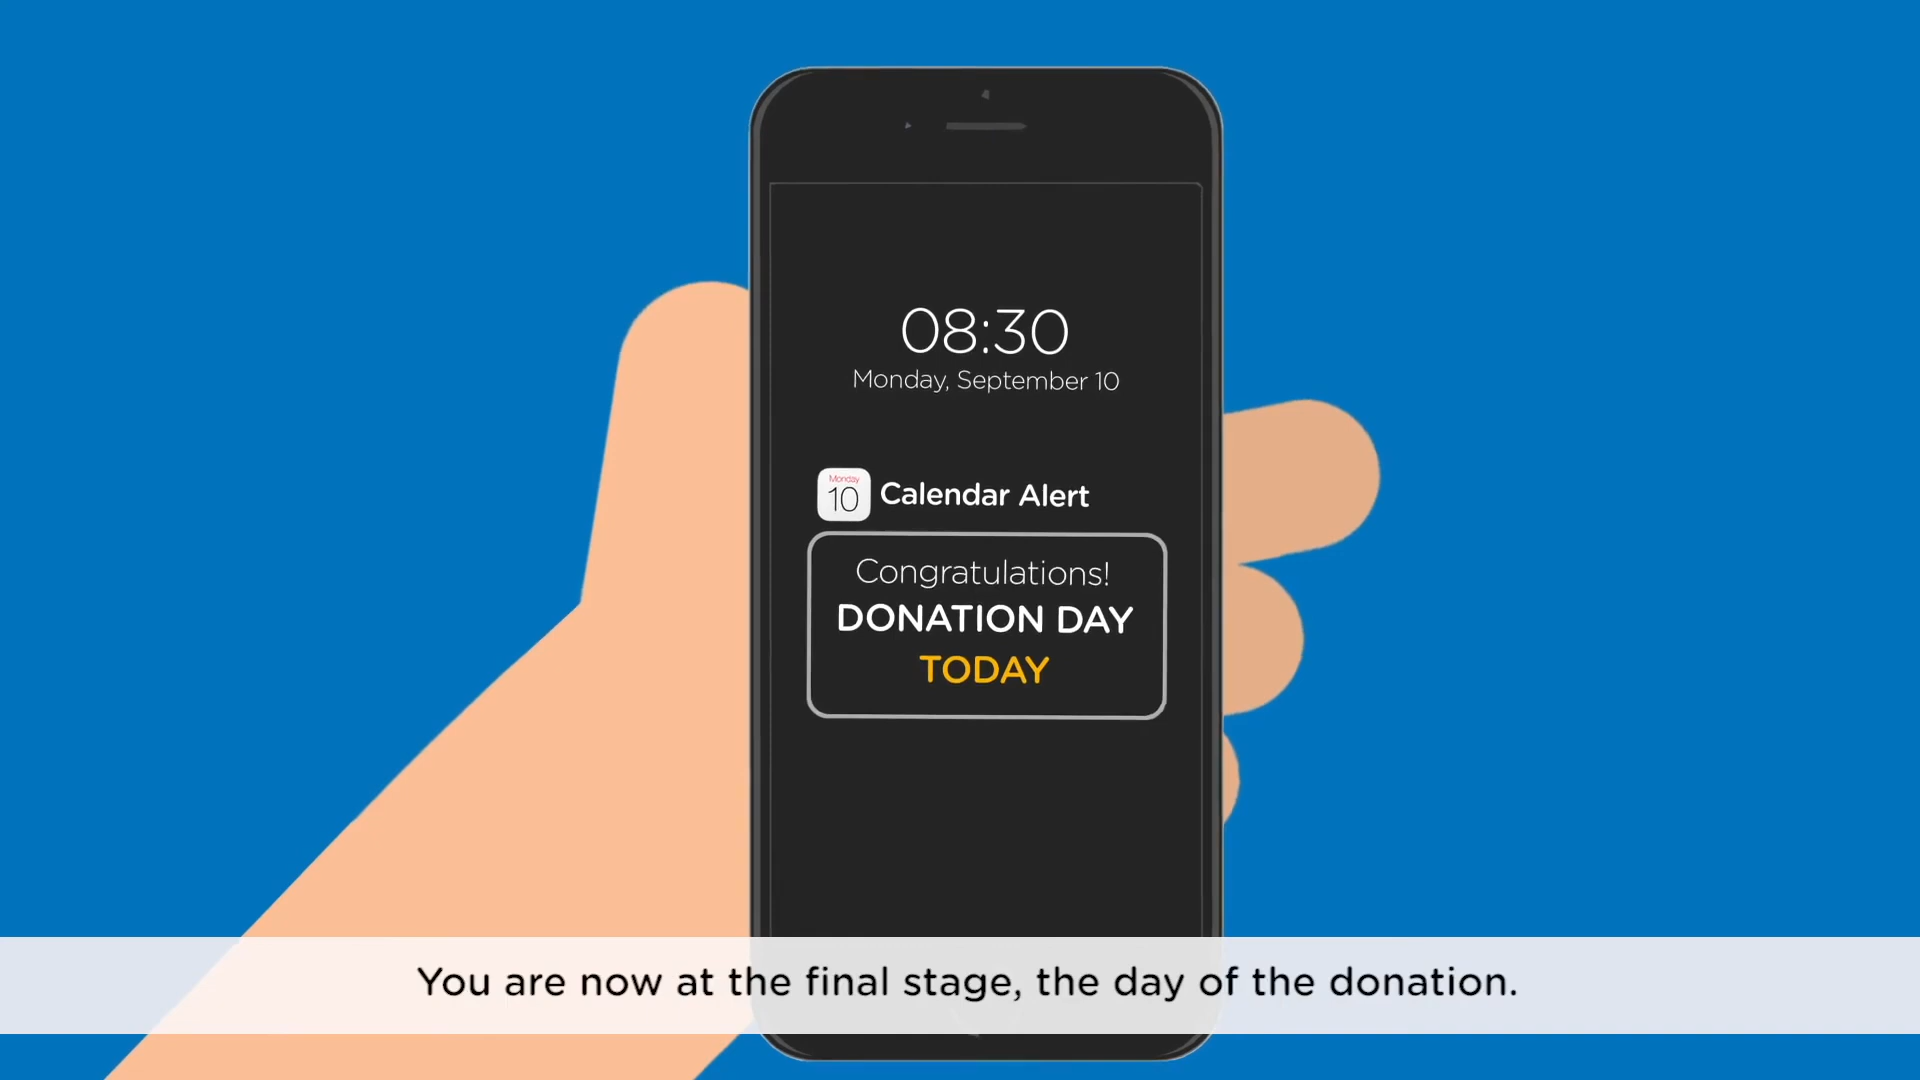 08:30
Monday, September 10
Monday
10
Calendar Alert
Congratulations!
DONATION DAY
TODAY
You are now at the final stage, the day of the donation.